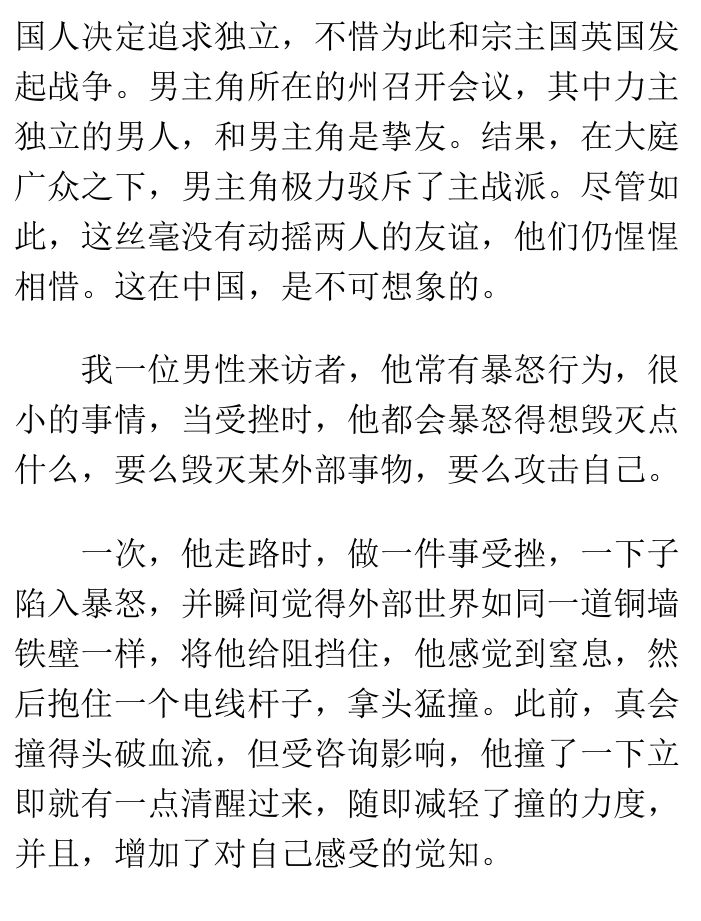 国人决定追求独立，不惜为此和宗主国英国发
起战争。男主角所在的州召开会议，其中力主
独立的男人，和男主角是挚友。结果，在大庭
广众之下，男主角极力驳斥了主战派。尽管如
此，这丝毫没有动摇两人的友谊，他们仍惺惺
相惜。这在中国，是不可想象的。
我一位男性来访者，他常有暴怒行为，很
小的事情，当受挫时，他都会暴怒得想毁灭点
什么，要么毁灭某外部事物，要么攻击自己。
一次，他走路时，做一件事受挫，一下子
陷入暴怒，并瞬间觉得外部世界如同一道铜墙
铁壁一样，将他给阻挡住，他感觉到窒息，然
后抱住一个电线杆子，拿头猛撞。此前，真会
撞得头破血流，但受咨询影响，他撞了一下立
即就有一点清醒过来，随即减轻了撞的力度，
并且，增加了对自己感受的觉知。